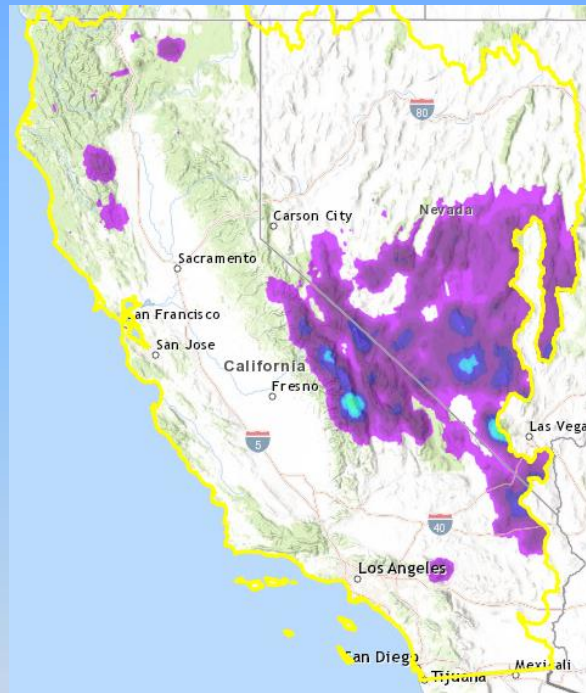 80
Nevada
Carson City
Sacramento
an Francisco
San Jose
California
Fresno
5
Las Vega
40
Los Angeles
an Diego
Tijuana
Mexicali